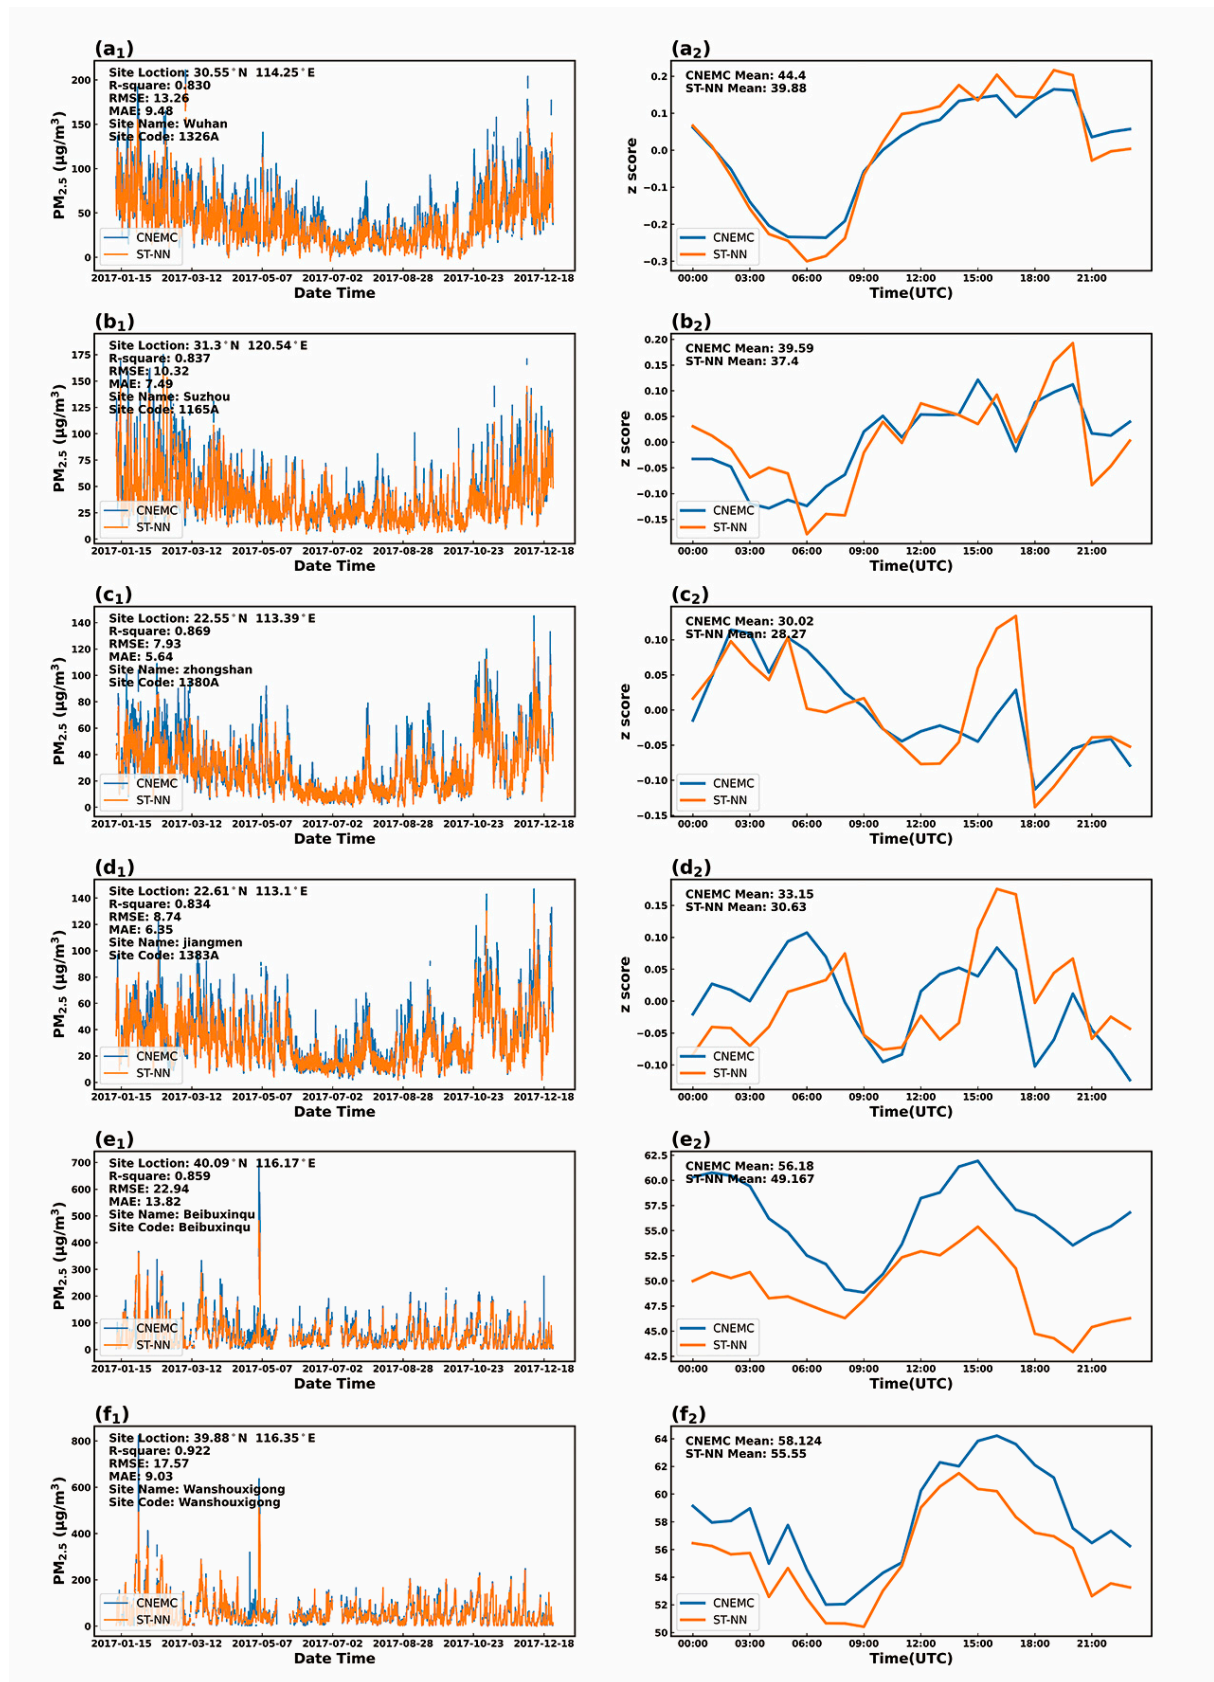 (a1)
Site Loction: 30.55°N 114.25°E
R-square: 0.830
RMSE: 13.26
MAE: 9.48
Site Name: Wuhan
Site Code: 1326A
PM2.5 (μg/m3)
200
150
100
50
0
CNEMC
ST-NN
2017-01-15 2017-03-12 2017-05-07 2017-07-02 2017-08-28 2017-10-23 2017-12-18
Date Time
(a2)
CNEMC Mean: 44.4
ST-NN Mean: 39.88
z score
0.2
0.1
0.0
−0.1
−0.2
−0.3
CNEMC
ST-NN
00:00 03:00 06:00 09:00 12:00 15:00 18:00 21:00
Time(UTC)
(b1)
Site Loction: 31.3°N 120.54°E
R-square: 0.837
RMSE: 10.32
MAE: 7.49
Site Name: Suzhou
Site Code: 1165A
PM2.5 (μg/m3)
175
150
125
100
75
50
25
0
CNEMC
ST-NN
2017-01-15 2017-03-12 2017-05-07 2017-07-02 2017-08-28 2017-10-23 2017-12-18
Date Time
(b2)
CNEMC Mean: 39.59
ST-NN Mean: 37.4
z score
0.20
0.15
0.10
0.05
0.00
−0.05
−0.10
−0.15
CNEMC
ST-NN
00:00 03:00 06:00 09:00 12:00 15:00 18:00 21:00
Time(UTC)
(c1)
Site Loction: 22.55°N 113.39°E
R-square: 0.869
RMSE: 7.93
MAE: 5.64
Site Name: zhongshan
Site Code: 1380A
PM2.5 (μg/m3)
140
120
100
80
60
40
20
0
CNEMC
ST-NN
2017-01-15 2017-03-12 2017-05-07 2017-07-02 2017-08-28 2017-10-23 2017-12-18
Date Time
(c2)
CNEMC Mean: 30.02
ST-NN Mean: 28.27
z score
0.10
0.05
0.00
−0.05
−0.10
−0.15
CNEMC
ST-NN
00:00 03:00 06:00 09:00 12:00 15:00 18:00 21:00
Time(UTC)
(d1)
Site Loction: 22.61°N 113.1°E
R-square: 0.834
RMSE: 8.74
MAE: 6.35
Site Name: jiangmen
Site Code: 1383A
PM2.5 (μg/m3)
140
120
100
80
60
40
20
0
CNEMC
ST-NN
2017-01-15 2017-03-12 2017-05-07 2017-07-02 2017-08-28 2017-10-23 2017-12-18
Date Time
(d2)
CNEMC Mean: 33.15
ST-NN Mean: 30.63
z score
0.15
0.10
0.05
0.00
−0.05
−0.10
CNEMC
ST-NN
00:00 03:00 06:00 09:00 12:00 15:00 18:00 21:00
Time(UTC)
(e1)
Site Loction: 40.09°N 116.17°E
R-square: 0.859
RMSE: 22.94
MAE: 13.82
Site Name: Beibuxinqu
Site Code: Beibuxinqu
PM2.5 (μg/m3)
700
600
500
400
300
200
100
0
CNEMC
ST-NN
2017-01-15 2017-03-12 2017-05-07 2017-07-02 2017-08-28 2017-10-23 2017-12-18
Date Time
(e2)
CNEMC Mean: 56.18
ST-NN Mean: 49.167
62.5
60.0
57.5
55.0
52.5
50.0
47.5
45.0
42.5
CNEMC
ST-NN
00:00 03:00 06:00 09:00 12:00 15:00 18:00 21:00
Time(UTC)
(f1)
Site Loction: 39.88°N 116.35°E
R-square: 0.922
RMSE: 17.57
MAE: 9.03
Site Name: Wanshouxigong
Site Code: Wanshouxigong
PM2.5 (μg/m3)
800
600
400
200
0
CNEMC
ST-NN
2017-01-15 2017-03-12 2017-05-07 2017-07-02 2017-08-28 2017-10-23 2017-12-18
Date Time
(f2)
CNEMC Mean: 58.124
ST-NN Mean: 55.55
64
62
60
58
56
54
52
50
CNEMC
ST-NN
00:00 03:00 06:00 09:00 12:00 15:00 18:00 21:00
Time(UTC)